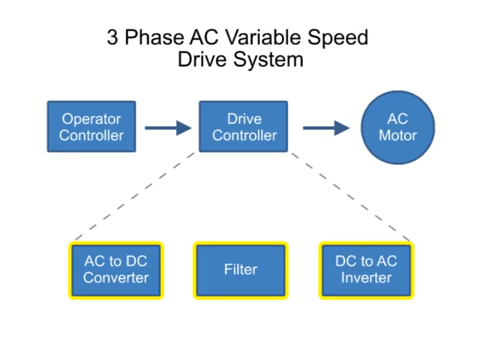 3 Phase AC Variable Speed
Drive System
Operator
Controller
Drive
Controller
AC
Motor
AC to DC
Converter
Filter
DC to AC
Inverter